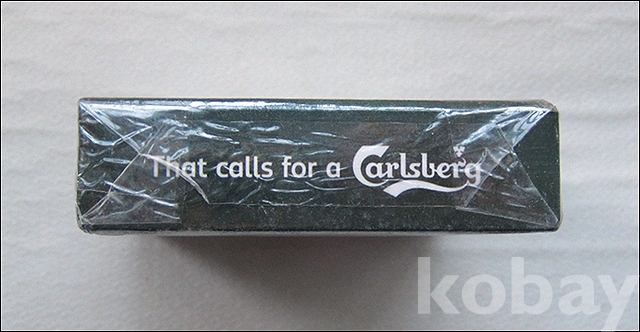 That calls for a Carlsberg
kobay